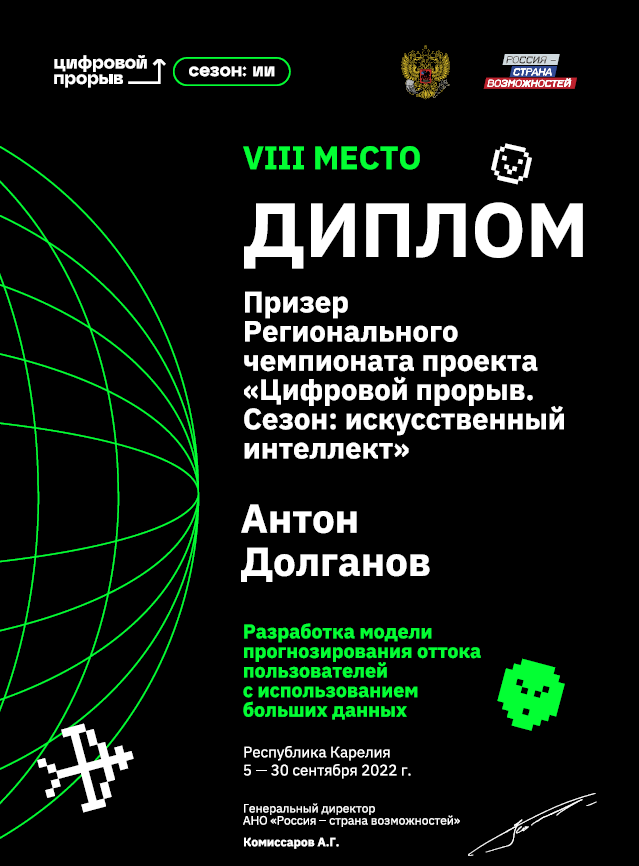 цифровой
прорыв
сезон: ии
РОССИЯ –
СТРАНА
ВОЗМОЖНОСТЕЙ
VIII МЕСТО
ДИПЛОМ
Призер
Регионального
чемпионата проекта
«Цифровой прорыв.
Сезон: искусственный
интеллект»
Антон
Долганов
Разработка модели
прогнозирования оттока
пользователей
с использованием
больших данных
Республика Карелия
5 — 30 сентября 2022 г.
Генеральный директор
АНО «Россия – страна возможностей»
Комиссаров А.Г.